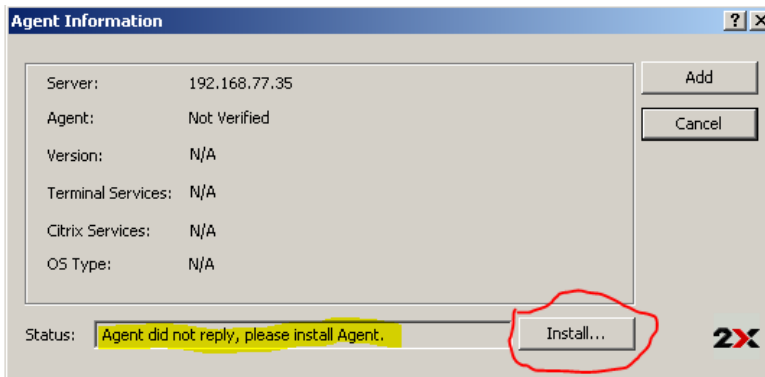 Agent Information
Server: 192.168.77.35
Add
Agent: Not Verified
Cancel
Version: N/A
Terminal Services: N/A
Citrix Services: N/A
OS Type: N/A
Status: Agent did not reply, please install Agent. Install... 2X